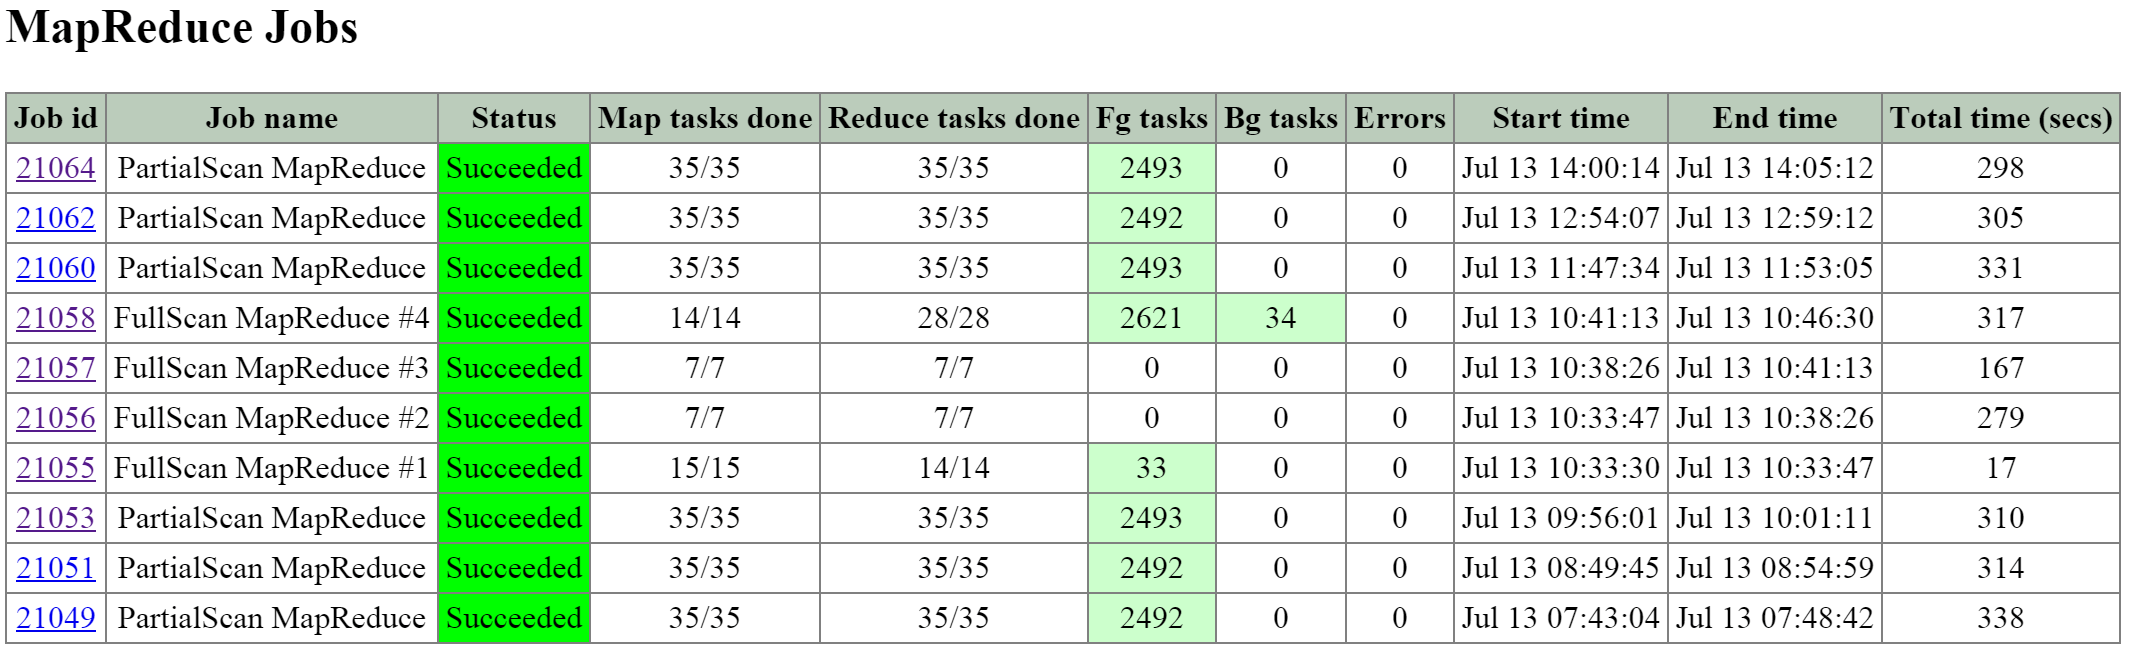 MapReduce Jobs
Job id Job name Status Map tasks done Reduce tasks done Fg tasks Bg tasks Errors Start time End time Total time (secs)
21064 PartialScan MapReduce Succeeded 35/35 35/35 2493 0 0 Jul 13 14:00:14 Jul 13 14:05:12 298
21062 PartialScan MapReduce Succeeded 35/35 35/35 2492 0 0 Jul 13 12:54:07 Jul 13 12:59:12 305
21060 PartialScan MapReduce Succeeded 35/35 35/35 2493 0 0 Jul 13 11:47:34 Jul 13 11:53:05 331
21058 FullScan MapReduce #4 Succeeded 14/14 28/28 2621 34 0 Jul 13 10:41:13 Jul 13 10:46:30 317
21057 FullScan MapReduce #3 Succeeded 7/7 7/7 0 0 0 Jul 13 10:38:26 Jul 13 10:41:13 167
21056 FullScan MapReduce #2 Succeeded 7/7 7/7 0 0 0 Jul 13 10:33:47 Jul 13 10:38:26 279
21055 FullScan MapReduce #1 Succeeded 15/15 14/14 33 0 0 Jul 13 10:33:30 Jul 13 10:33:47 17
21053 PartialScan MapReduce Succeeded 35/35 35/35 2493 0 0 Jul 13 09:56:01 Jul 13 10:01:11 310
21051 PartialScan MapReduce Succeeded 35/35 35/35 2492 0 0 Jul 13 08:49:45 Jul 13 08:54:59 314
21049 PartialScan MapReduce Succeeded 35/35 35/35 2492 0 0 Jul 13 07:43:04 Jul 13 07:48:42 338